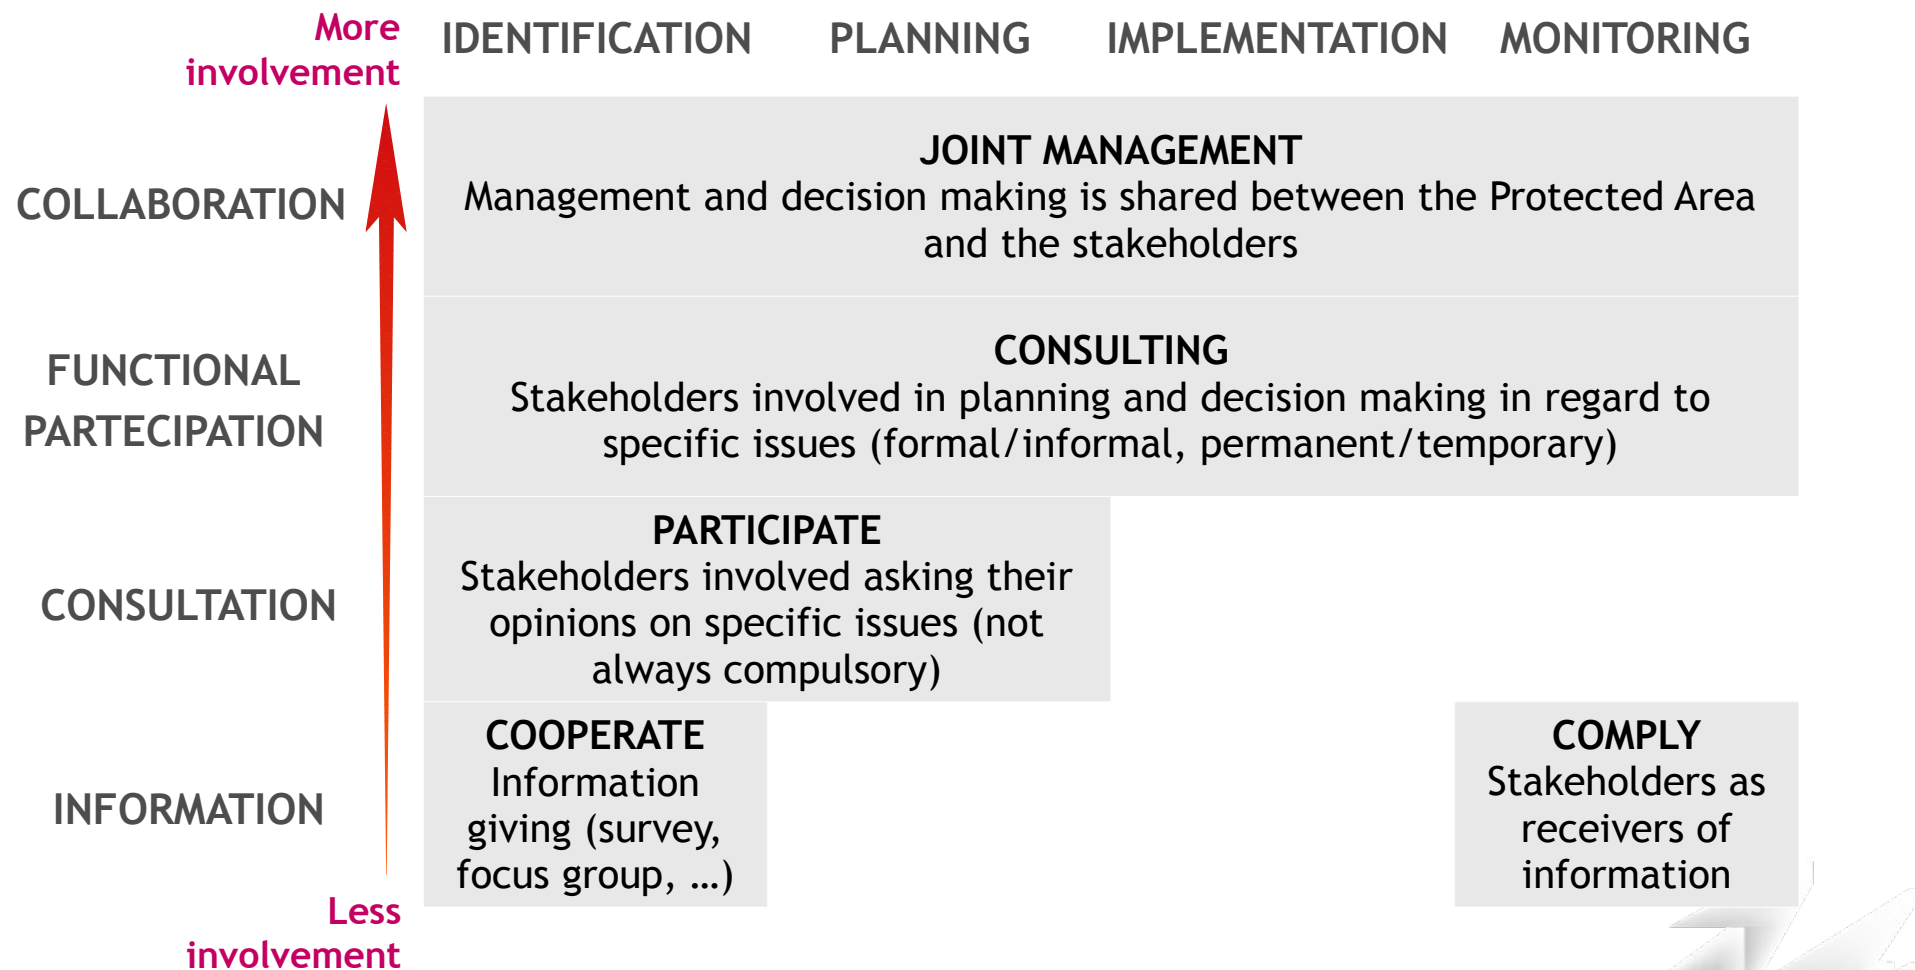 More
involvement
IDENTIFICATION PLANNING IMPLEMENTATION MONITORING
COLLABORATION
JOINT MANAGEMENT
Management and decision making is shared between the Protected Area
and the stakeholders
FUNCTIONAL
PARTECIPATION
CONSULTING
Stakeholders involved in planning and decision making in regard to
specific issues (formal/informal, permanent/temporary)
CONSULTATION
PARTICIPATE
Stakeholders involved asking their
opinions on specific issues (not
always compulsory)
INFORMATION
COOPERATE
Information
giving (survey,
focus group, …)
COMPLY
Stakeholders as
receivers of
information
Less
involvement